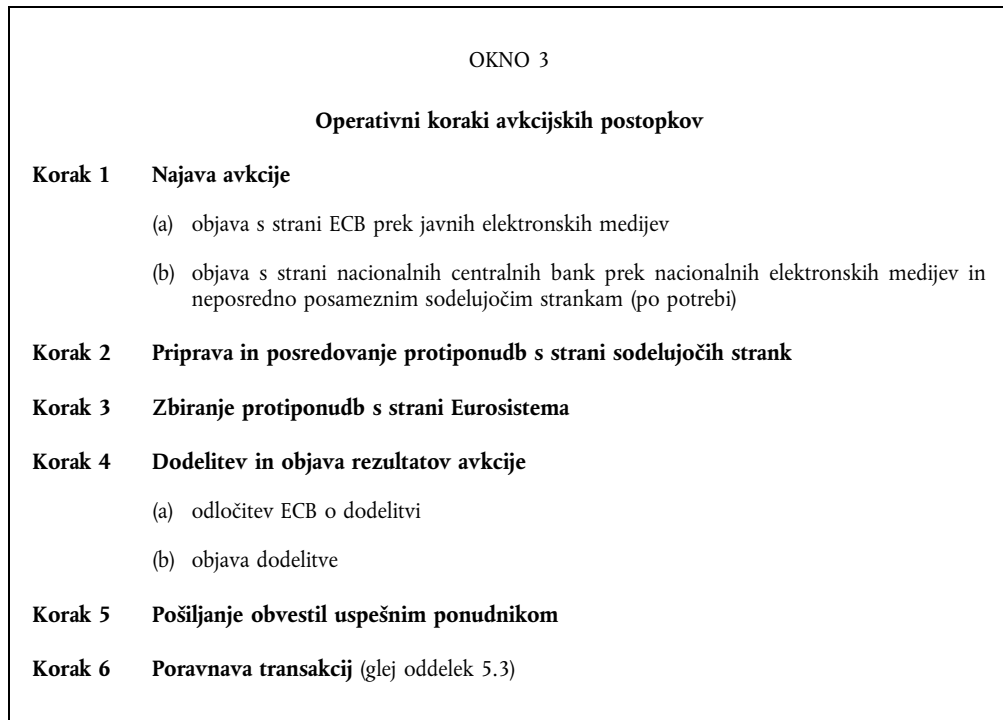 OKNO 3
Operativni koraki avkcijskih postopkov
Korak 1 Najava avkcije
(a) objava s strani ECB prek javnih elektronskih medijev
(b) objava s strani nacionalnih centralnih bank prek nacionalnih elektronskih medijev in
neposredno posameznim sodelujočim strankam (po potrebi)
Korak 2 Priprava in posredovanje protiponudb s strani sodelujočih strank
Korak 3 Zbiranje protiponudb s strani Eurosistema
Korak 4 Dodelitev in objava rezultatov avkcije
(a) odločitev ECB o dodelitvi
(b) objava dodelitve
Korak 5 Pošiljanje obvestil uspešnim ponudnikom
Korak 6 Poravnava transakcij (glej oddelek 5.3)